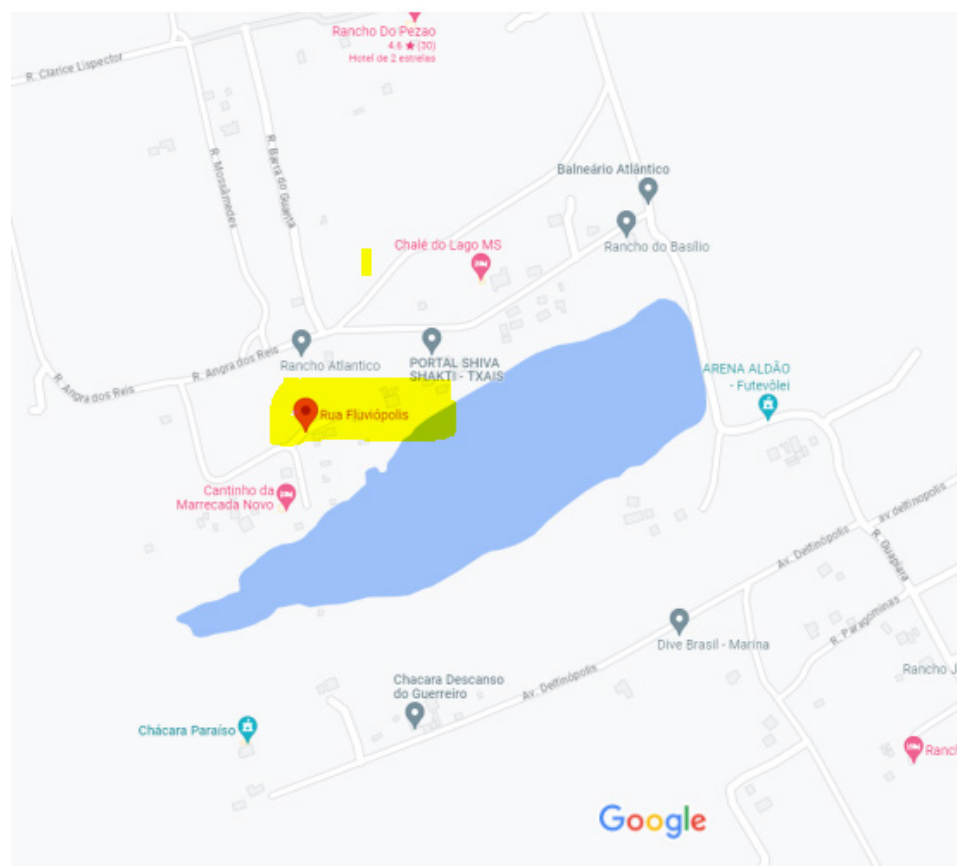 Rancho Do Pezao
4.6 ★ (30)
Hotel de 2 estrelas
R. Clarice Lispector
R. Mossâmedes
R. Barra do Guarita
Balneário Atlântico
Rancho do Basílio
Chalé do Lago MS
R. Angra dos Reis
R. Angra dos Reis
Rancho Atlantico
PORTAL SHIVA
SHAKTI - TXAIS
ARENA ALDÃO
- Futevôlei
Rua Fluviópolis
Cantinho da
Marrecada Novo
av delfinopolis
Av. Delfinópolis
R. Guapiara
R. Paragominas
Dive Brasil - Marina
Rancho J
Chacara Descanso
do Guerreiro
Av. Delfinópolis
Chácara Paraíso
Ranch
Google